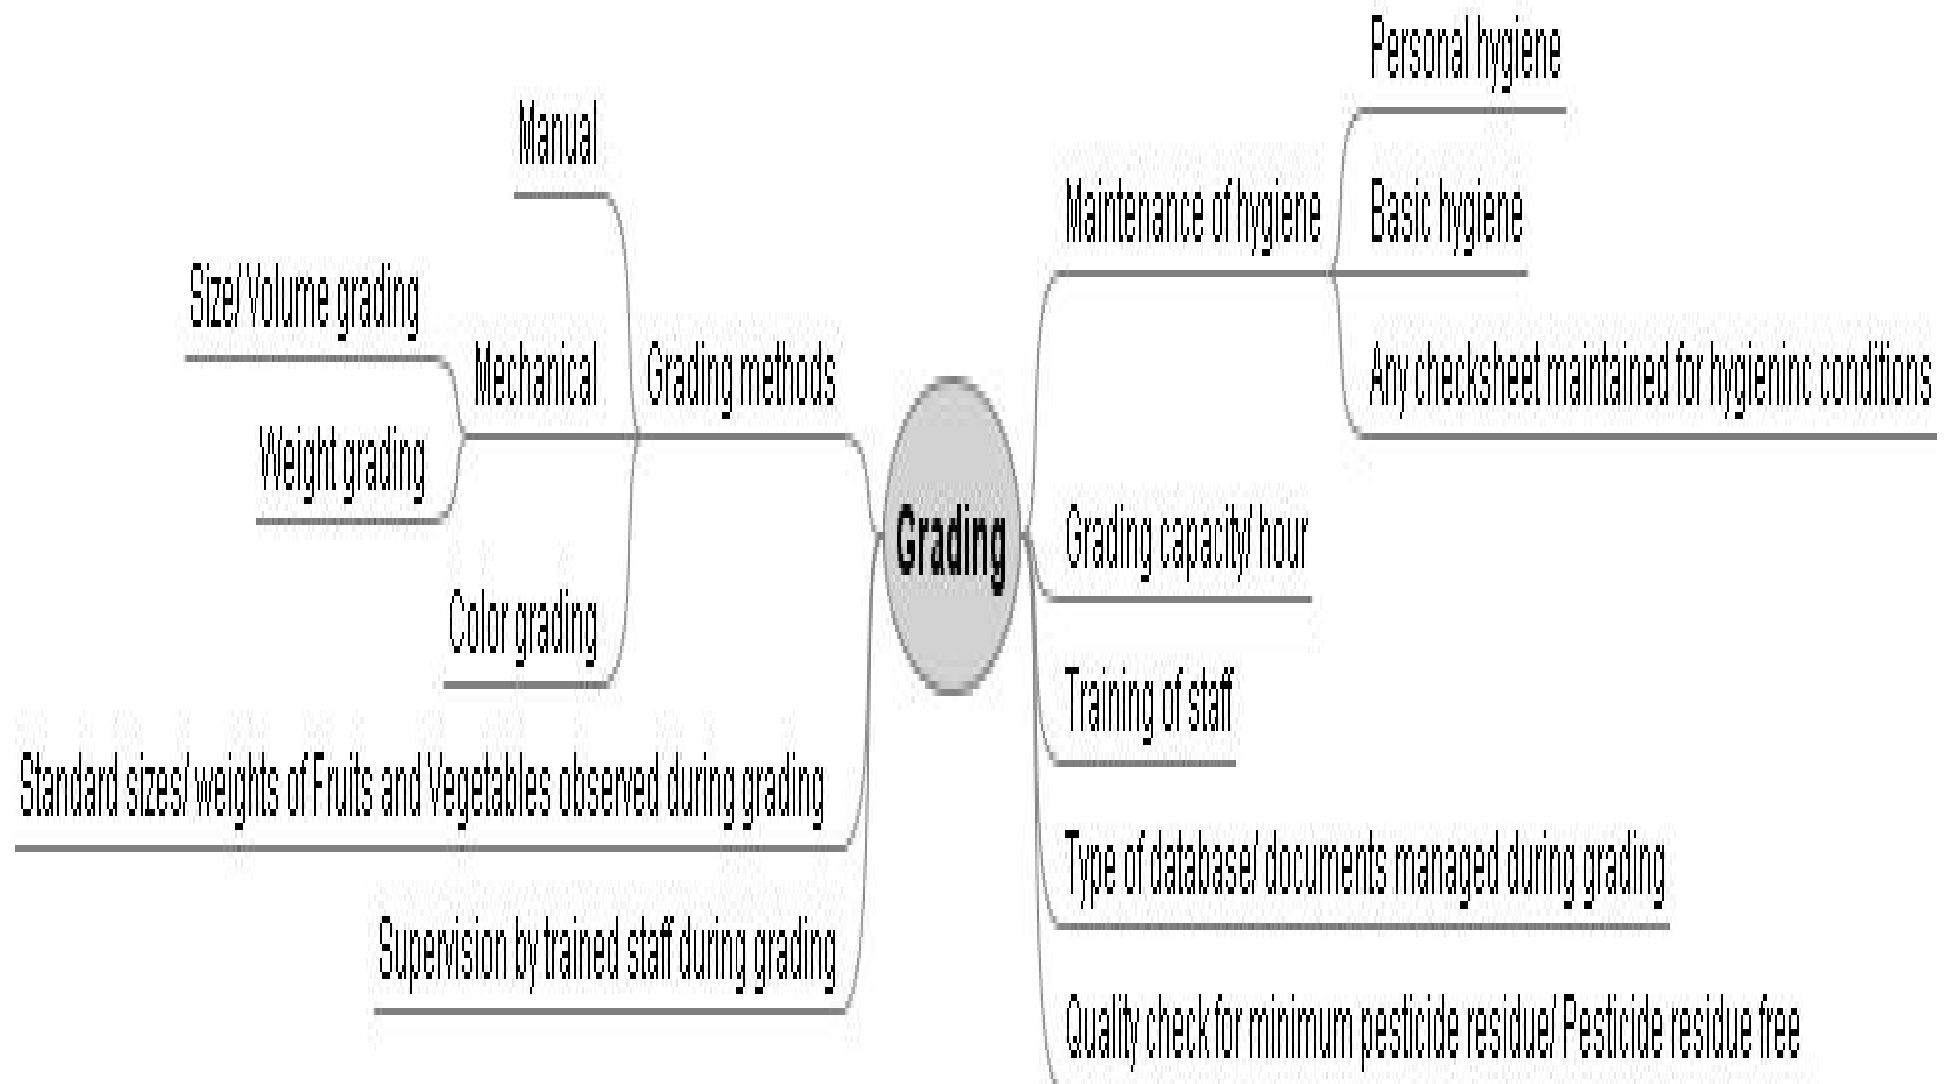 Grading
Grading methods
Manual
Mechanical
Size/ Volume grading
Weight grading
Color grading
Standard sizes/ weights of Fruits and Vegetables observed during grading
Supervision by trained staff during grading
Maintenance of hygiene
Personal hygiene
Basic hygiene
Any checksheet maintained for hygieninc conditions
Grading capacity/ hour
Training of staff
Type of database/ documents managed during grading
Quality check for minimum pesticide residue/ Pesticide residue free